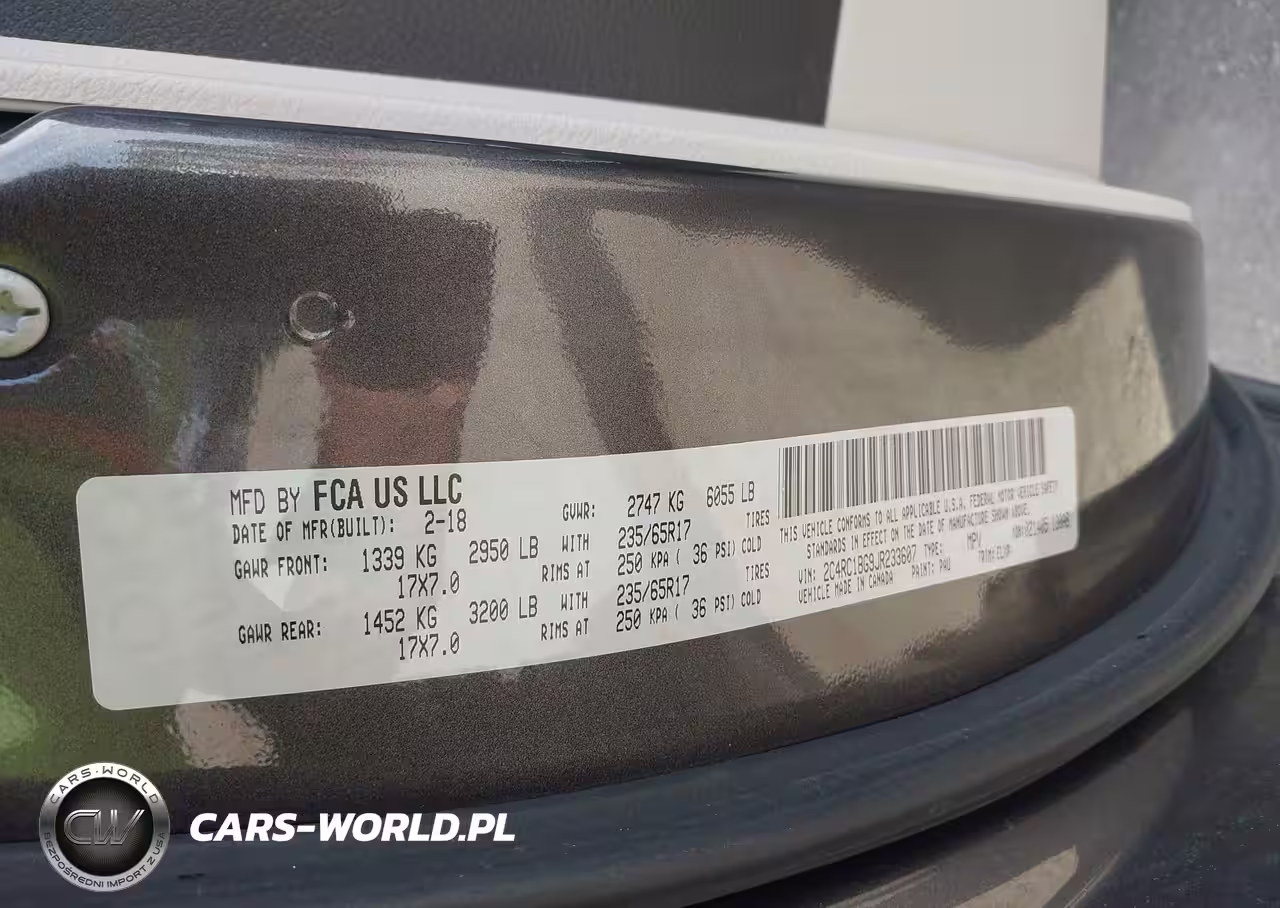 MFD BY FCA US LLC
DATE OF MFR(BUILT): 2-18
GVWR: 2747 KG 6055 LB
GAWR FRONT: 1339 KG 2950 LB WITH 235/65R17 TIRES
17X7.0 RIMS AT 250 KPA ( 36 PSI) COLD
GAWR REAR: 1452 KG 3200 LB WITH 235/65R17 TIRES
17X7.0 RIMS AT 250 KPA ( 36 PSI) COLD
THIS VEHICLE CONFORMS TO ALL APPLICABLE U.S.A. FEDERAL MOTOR VEHICLE SAFETY
STANDARDS IN EFFECT ON THE DATE OF MANUFACTURE SHOWN ABOVE.
VIN: 2C4RC1BG9JR233607 TYPE: MPV
VEHICLE MADE IN CANADA PAINT: PAU TRIM:
CARS-WORLD
CW
BEZPOŚREDNI IMPORT Z USA
CARS-WORLD.PL